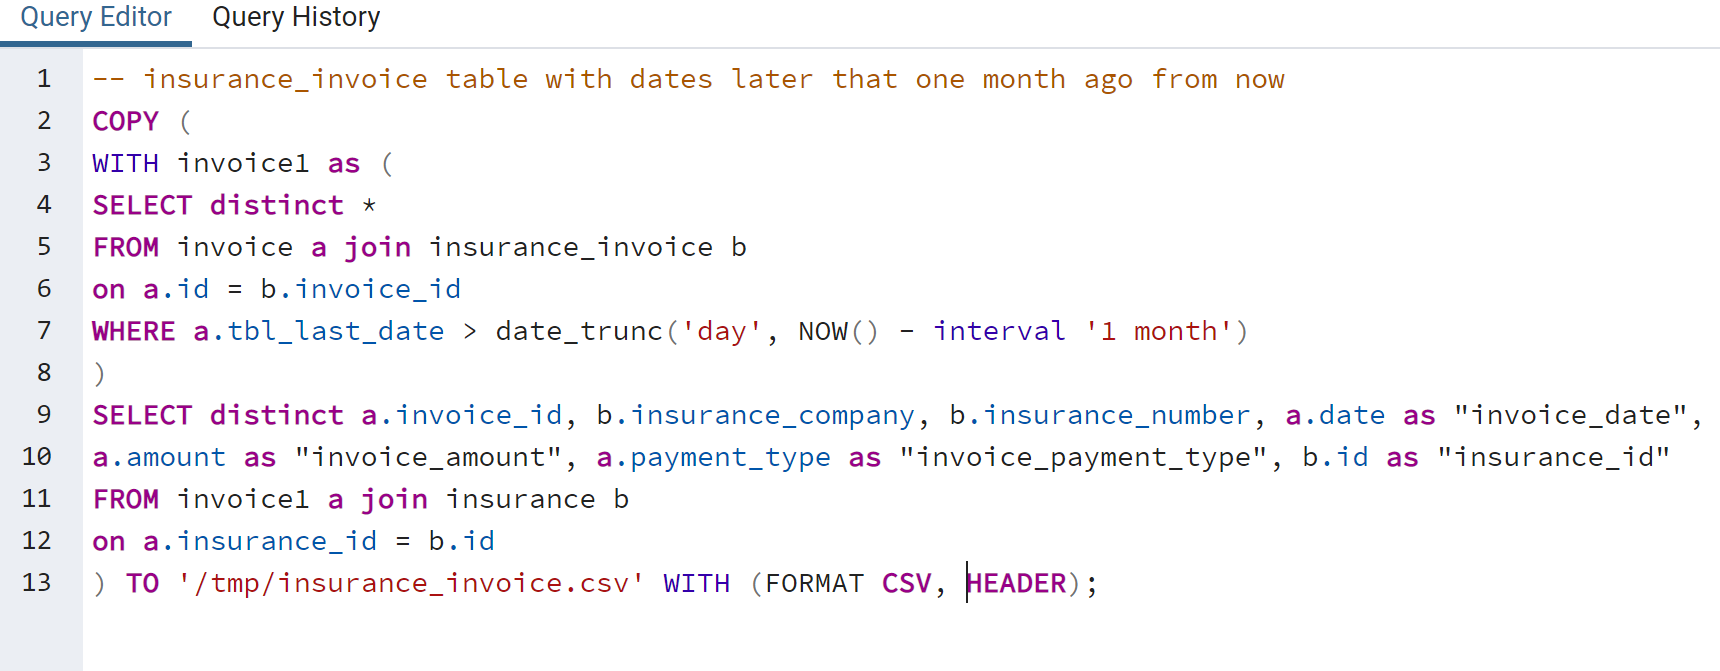 Query Editor Query History
1 -- insurance_invoice table with dates later that one month ago from now
2 COPY (
3 WITH invoice1 as (
4 SELECT distinct *
5 FROM invoice a join insurance_invoice b
6 on a.id = b.invoice_id
7 WHERE a.tbl_last_date > date_trunc('day', NOW() - interval '1 month')
8 )
9 SELECT distinct a.invoice_id, b.insurance_company, b.insurance_number, a.date as "invoice_date",
10 a.amount as "invoice_amount", a.payment_type as "invoice_payment_type", b.id as "insurance_id"
11 FROM invoice1 a join insurance b
12 on a.insurance_id = b.id
13 ) TO '/tmp/insurance_invoice.csv' WITH (FORMAT CSV, HEADER);